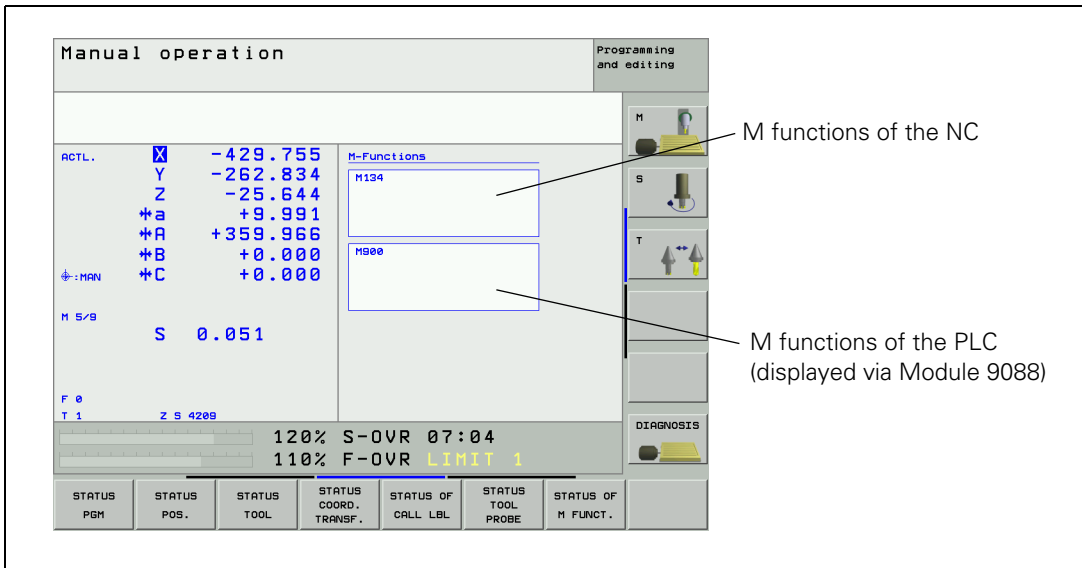 Manual operation
Programming
and editing
M
M functions of the NC
ACTL. X -429.755
Y -262.834
Z -25.644
a +9.991
A +359.966
B +0.000
:MAN C +0.000
M 5/9
S 0.051
F 0
T 1 Z S 4209
M-Functions
M134
M900
S
T
M functions of the PLC
(displayed via Module 9088)
120% S-OVR 07:04
110% F-OVR LIMIT 1
DIAGNOSIS
STATUS
PGM
STATUS
POS.
STATUS
TOOL
STATUS
COORD.
TRANSF.
STATUS OF
CALL LBL
STATUS
TOOL
PROBE
STATUS OF
M FUNCT.